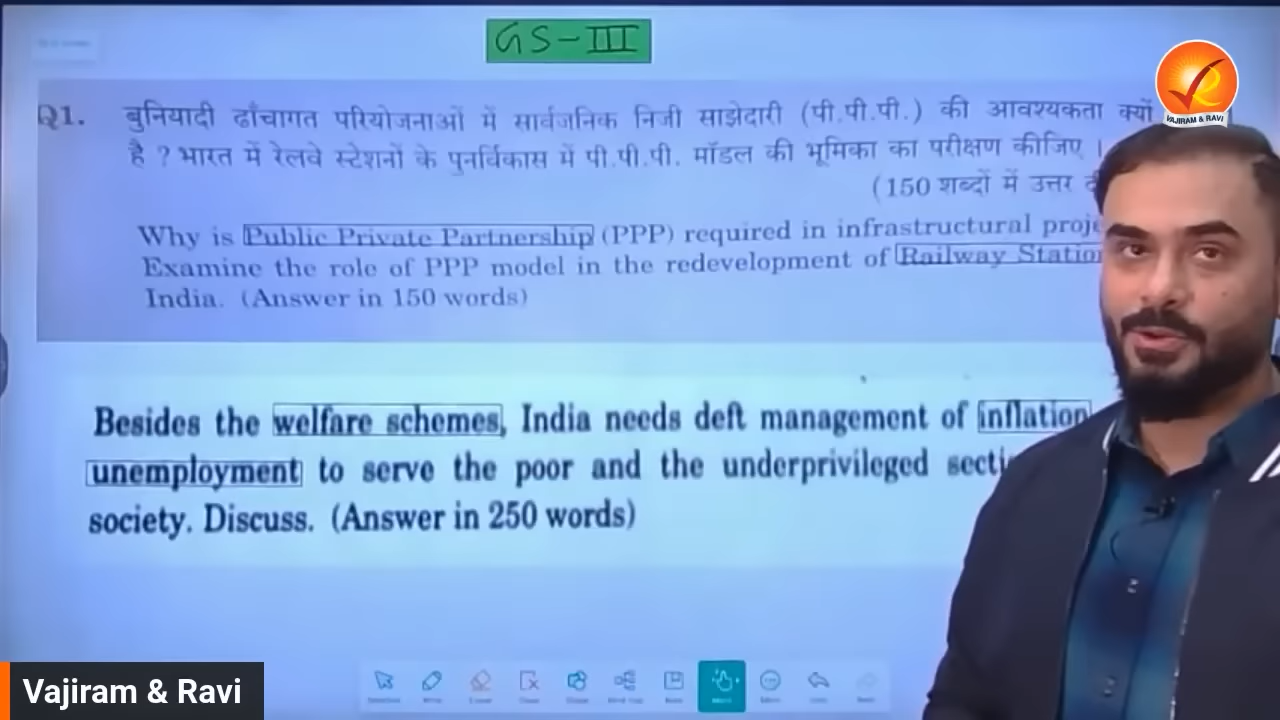 GS-III
VAJIRAM & RAVI
Q1. बुनियादी ढाँचागत परियोजनाओं में सार्वजनिक निजी साझेदारी (पी.पी.पी.) की आवश्यकता क्यों
है ? भारत में रेलवे स्टेशनों के पुनर्विकास में पी.पी.पी. मॉडल की भूमिका का परीक्षण कीजिए ।
(150 शब्दों में उत्तर
Why is Public Private Partnership (PPP) required in infrastructural proje
Examine the role of PPP model in the redevelopment of Railway Station
India. (Answer in 150 words)
Besides the welfare schemes, India needs deft management of inflation
unemployment to serve the poor and the underprivileged secti
society. Discuss. (Answer in 250 words)
Vajiram & Ravi